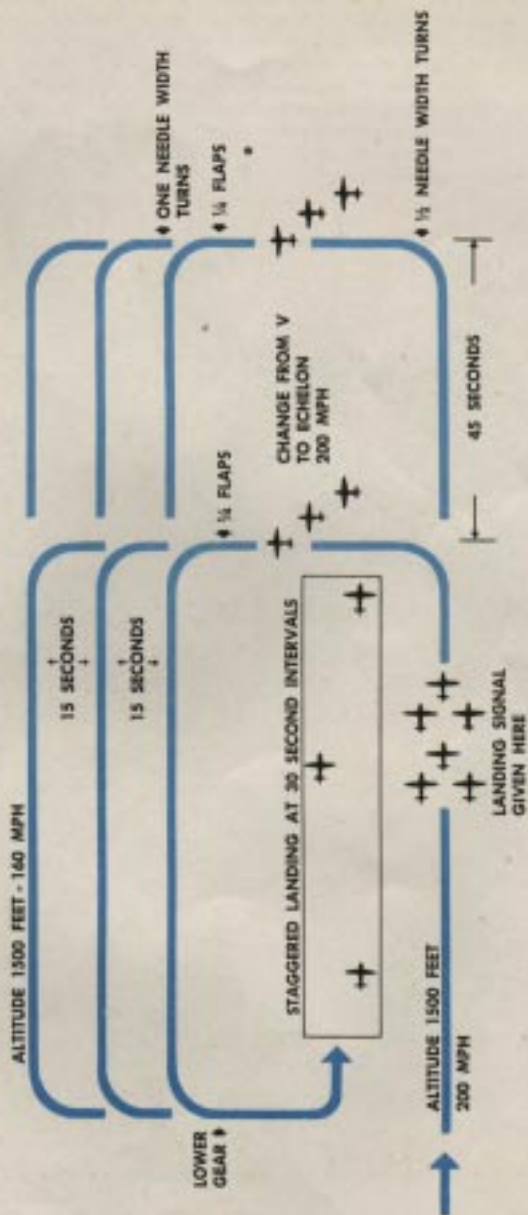 ALTITUDE 1500 FEET - 160 MPH
15 SECONDS
15 SECONDS
ONE NEEDLE WIDTH
TURNS
¼ FLAPS
¼ FLAPS
LOWER
GEAR
STAGGERED LANDING AT 30 SECOND INTERVALS
CHANGE FROM V
TO ECHELON
200 MPH
½ NEEDLE WIDTH TURNS
ALTITUDE 1500 FEET
200 MPH
LANDING SIGNAL
GIVEN HERE
45 SECONDS